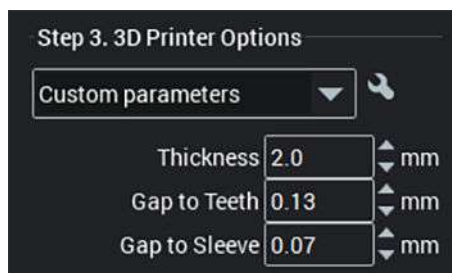 Step 3. 3D Printer Options
Custom parameters
Thickness 2.0 mm
Gap to Teeth 0.13 mm
Gap to Sleeve 0.07 mm